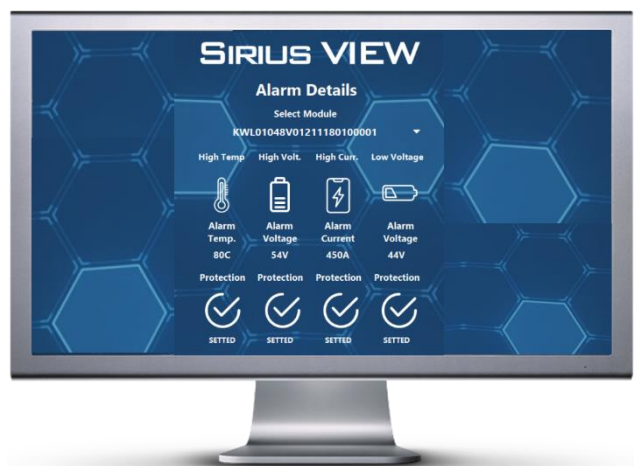 SIRIUS VIEW
Alarm Details
Select Module
KWL01048V01211180100001
High Temp High Volt. High Curr. Low Voltage
Alarm Temp. Alarm Voltage Alarm Current Alarm Voltage
80C 54V 450A 44V
Protection Protection Protection Protection
SETTED SETTED SETTED SETTED